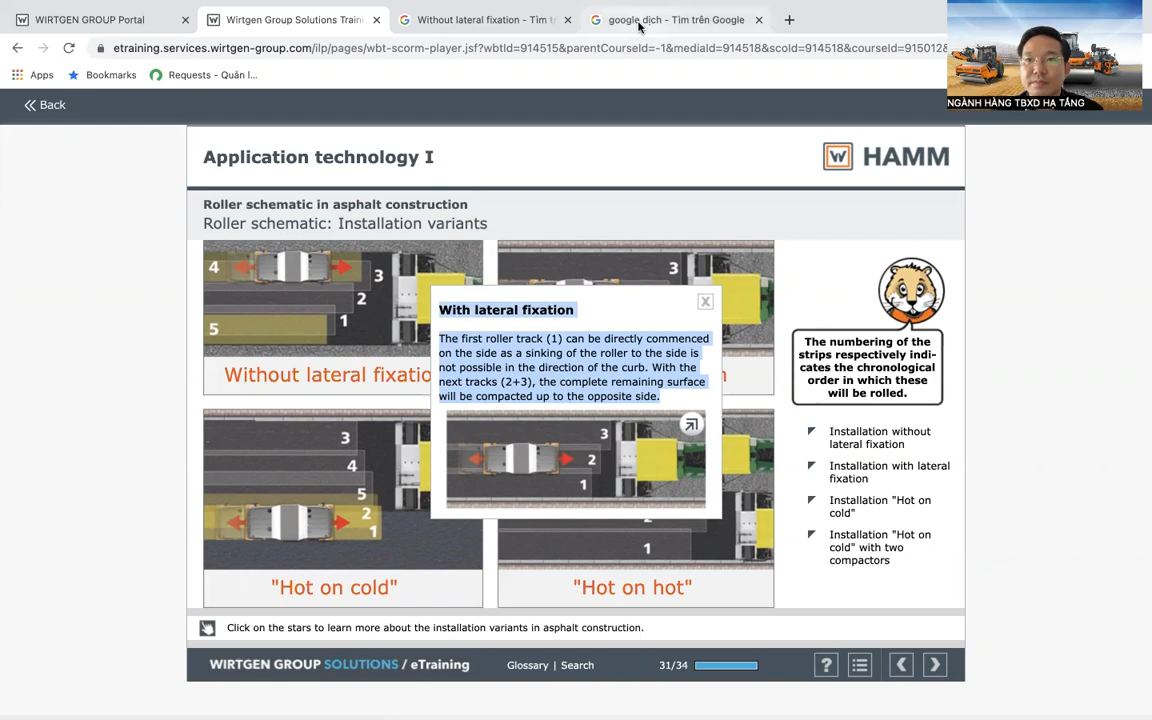 WIRTGEN GROUP Portal
Wirtgen Group Solutions Train
Without lateral fixation - Tìm t
google dịch - Tìm trên Google
etraining.services.wirtgen-group.com/ilp/pages/wbt-scorm-player.jsf?wbtId=914515&parentCourseId=-1&mediaId=914518&scoId=914518&courseId=915012&
Apps
Bookmarks
Requests - Quản l...
NGÀNH HÀNG TBXD HẠ TẦNG
Back
Application technology I
W HAMM
Roller schematic in asphalt construction
Roller schematic: Installation variants
4
3
2
1
5
Without lateral fixatio
3
n
With lateral fixation
X
The first roller track (1) can be directly commenced
on the side as a sinking of the roller to the side is
not possible in the direction of the curb. With the
next tracks (2+3), the complete remaining surface
will be compacted up to the opposite side.
3
2
1
3
4
5
2
1
"Hot on cold"
2
1
"Hot on hot"
The numbering of the
strips respectively indi-
cates the chronological
order in which these
will be rolled.
Installation without
lateral fixation
Installation with lateral
fixation
Installation "Hot on
cold"
Installation "Hot on
cold" with two
compactors
Click on the stars to learn more about the installation variants in asphalt construction.
WIRTGEN GROUP SOLUTIONS / eTraining
Glossary | Search
31/34
?